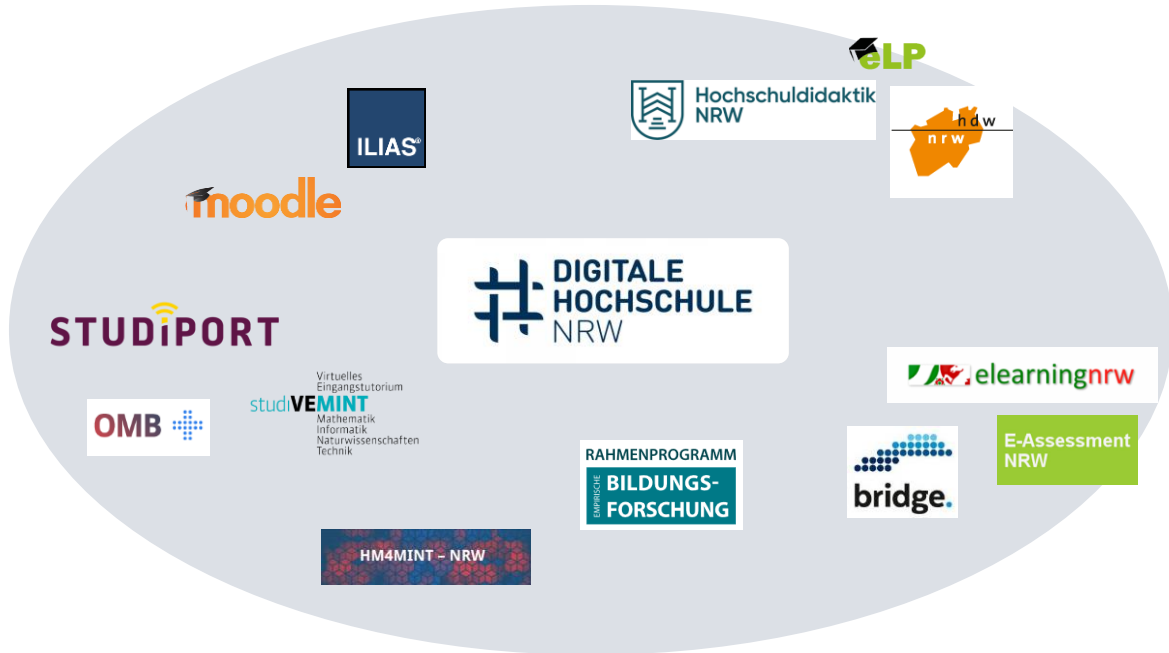 eLP
Hochschuldidaktik
NRW
ILIAS®
hdw
nrw
moodle
DIGITALE
HOCHSCHULE
NRW
STUDiPORT
elearningnrw
Virtuelles
Eingangstutorium
studiVEMINT
Mathematik
Informatik
Naturwissenschaften
Technik
OMB
E-Assessment
NRW
RAHMENPROGRAMM
EMPIRISCHE
BILDUNGS-
FORSCHUNG
bridge.
HM4MINT – NRW